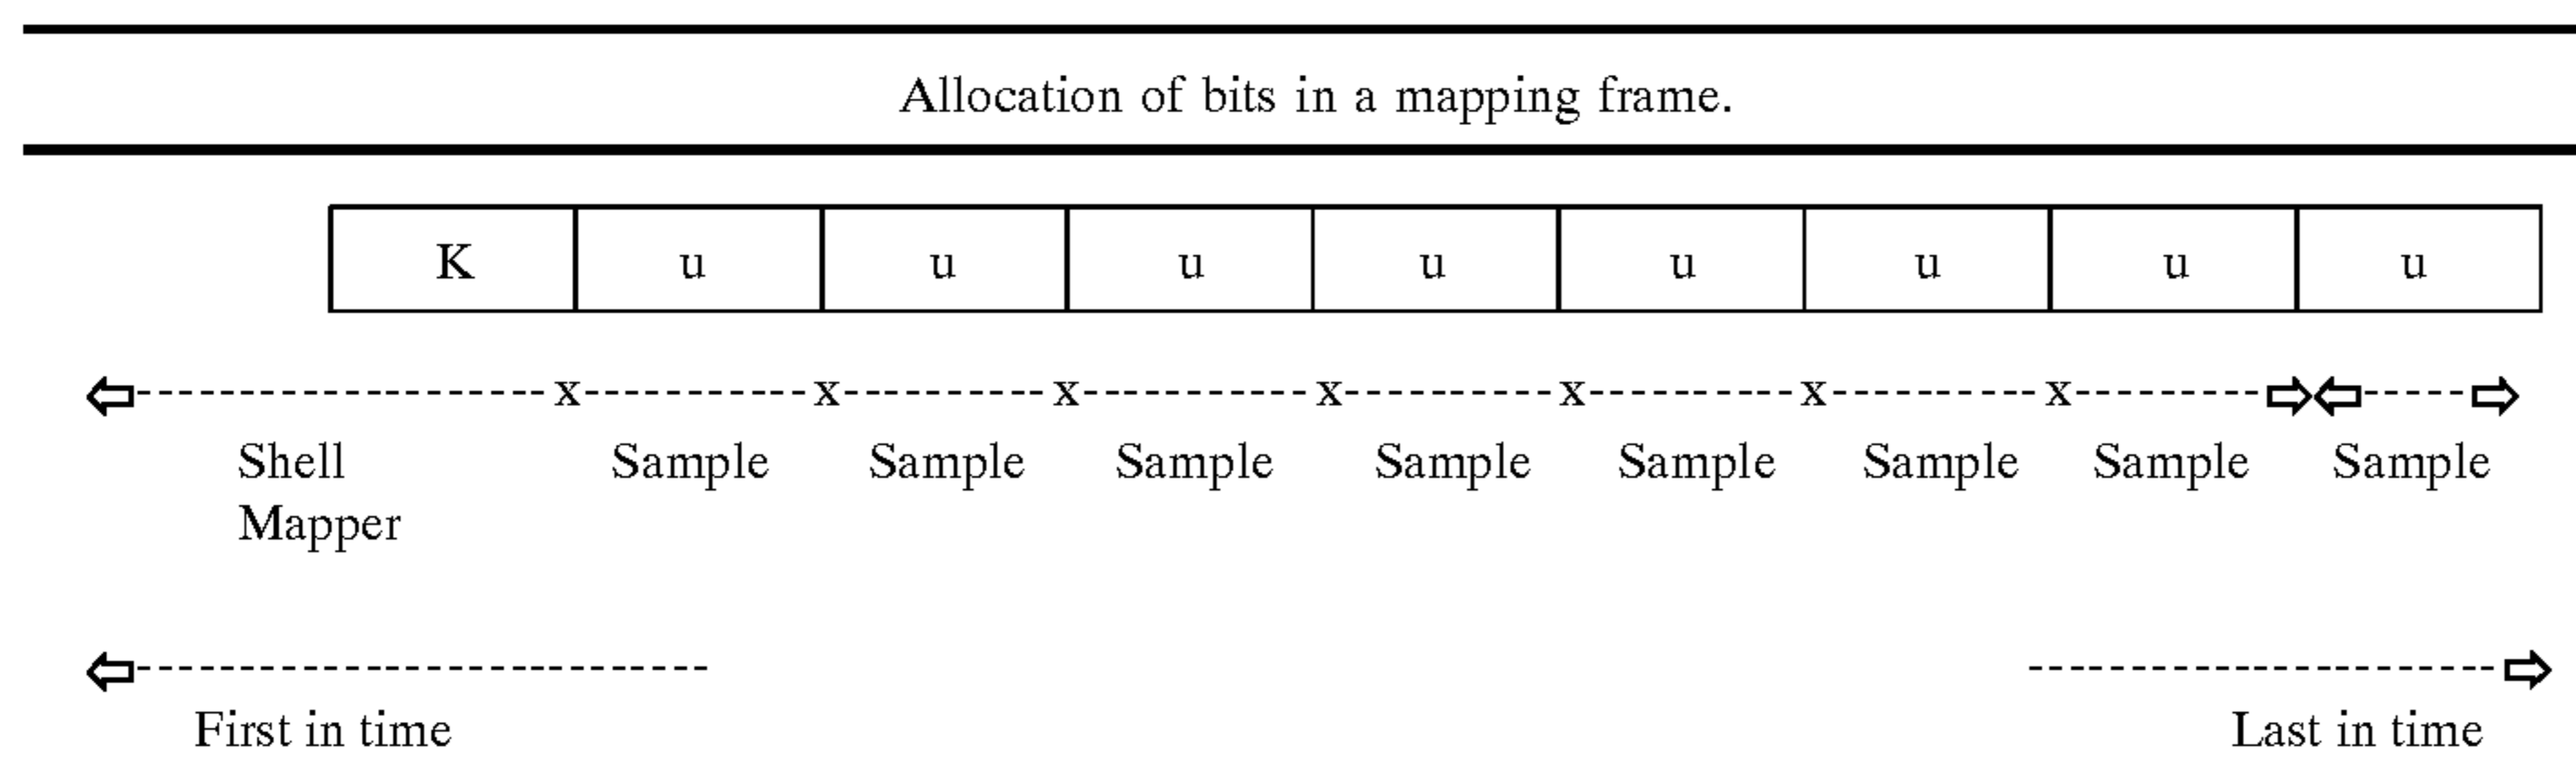 Allocation of bits in a mapping frame.
K u u u u u u u u
x x x x x x x
Shell Sample Sample Sample Sample Sample Sample Sample Sample
Mapper
First in time Last in time